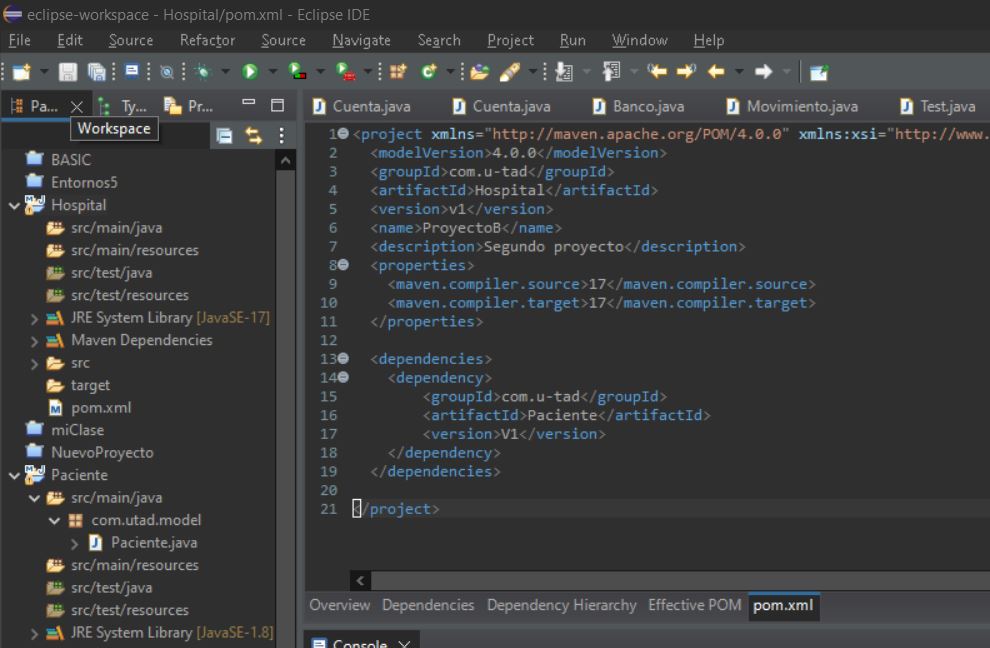 eclipse-workspace - Hospital/pom.xml - Eclipse IDE
File Edit Source Refactor Source Navigate Search Project Run Window Help
Pa... Ty... Pr...
Workspace
BASIC
Entornos5
Hospital
src/main/java
src/main/resources
src/test/java
src/test/resources
JRE System Library [JavaSE-17]
Maven Dependencies
src
target
pom.xml
miClase
NuevoProyecto
Paciente
src/main/java
com.utad.model
Paciente.java
src/main/resources
src/test/java
src/test/resources
JRE System Library [JavaSE-1.8]
Cuenta.java Cuenta.java Banco.java Movimiento.java Test.java
1 <project xmlns="http://maven.apache.org/POM/4.0.0" xmlns:xsi="http://www.
2 <modelVersion>4.0.0</modelVersion>
3 <groupId>com.u-tad</groupId>
4 <artifactId>Hospital</artifactId>
5 <version>v1</version>
6 <name>ProyectoB</name>
7 <description>Segundo proyecto</description>
8 <properties>
9 <maven.compiler.source>17</maven.compiler.source>
10 <maven.compiler.target>17</maven.compiler.target>
11 </properties>
12
13 <dependencies>
14 <dependency>
15 <groupId>com.u-tad</groupId>
16 <artifactId>Paciente</artifactId>
17 <version>V1</version>
18 </dependency>
19 </dependencies>
20
21 </project>
Overview Dependencies Dependency Hierarchy Effective POM pom.xml
Console